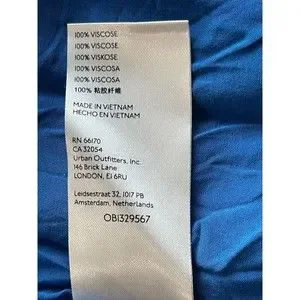 100% VISCOSE
100% VISCOSE
100% VISKOSE
100% VISCOSA
100% VISCOSA
100% 粘胶纤维
MADE IN VIETNAM
HECHO EN VIETNAM
RN 66170
CA 32054
Urban Outfitters, Inc.
146 Brick Lane
LONDON, E1 6RU
Leidsestraat 32, 1017 PB
Amsterdam, Netherlands
OB1329567